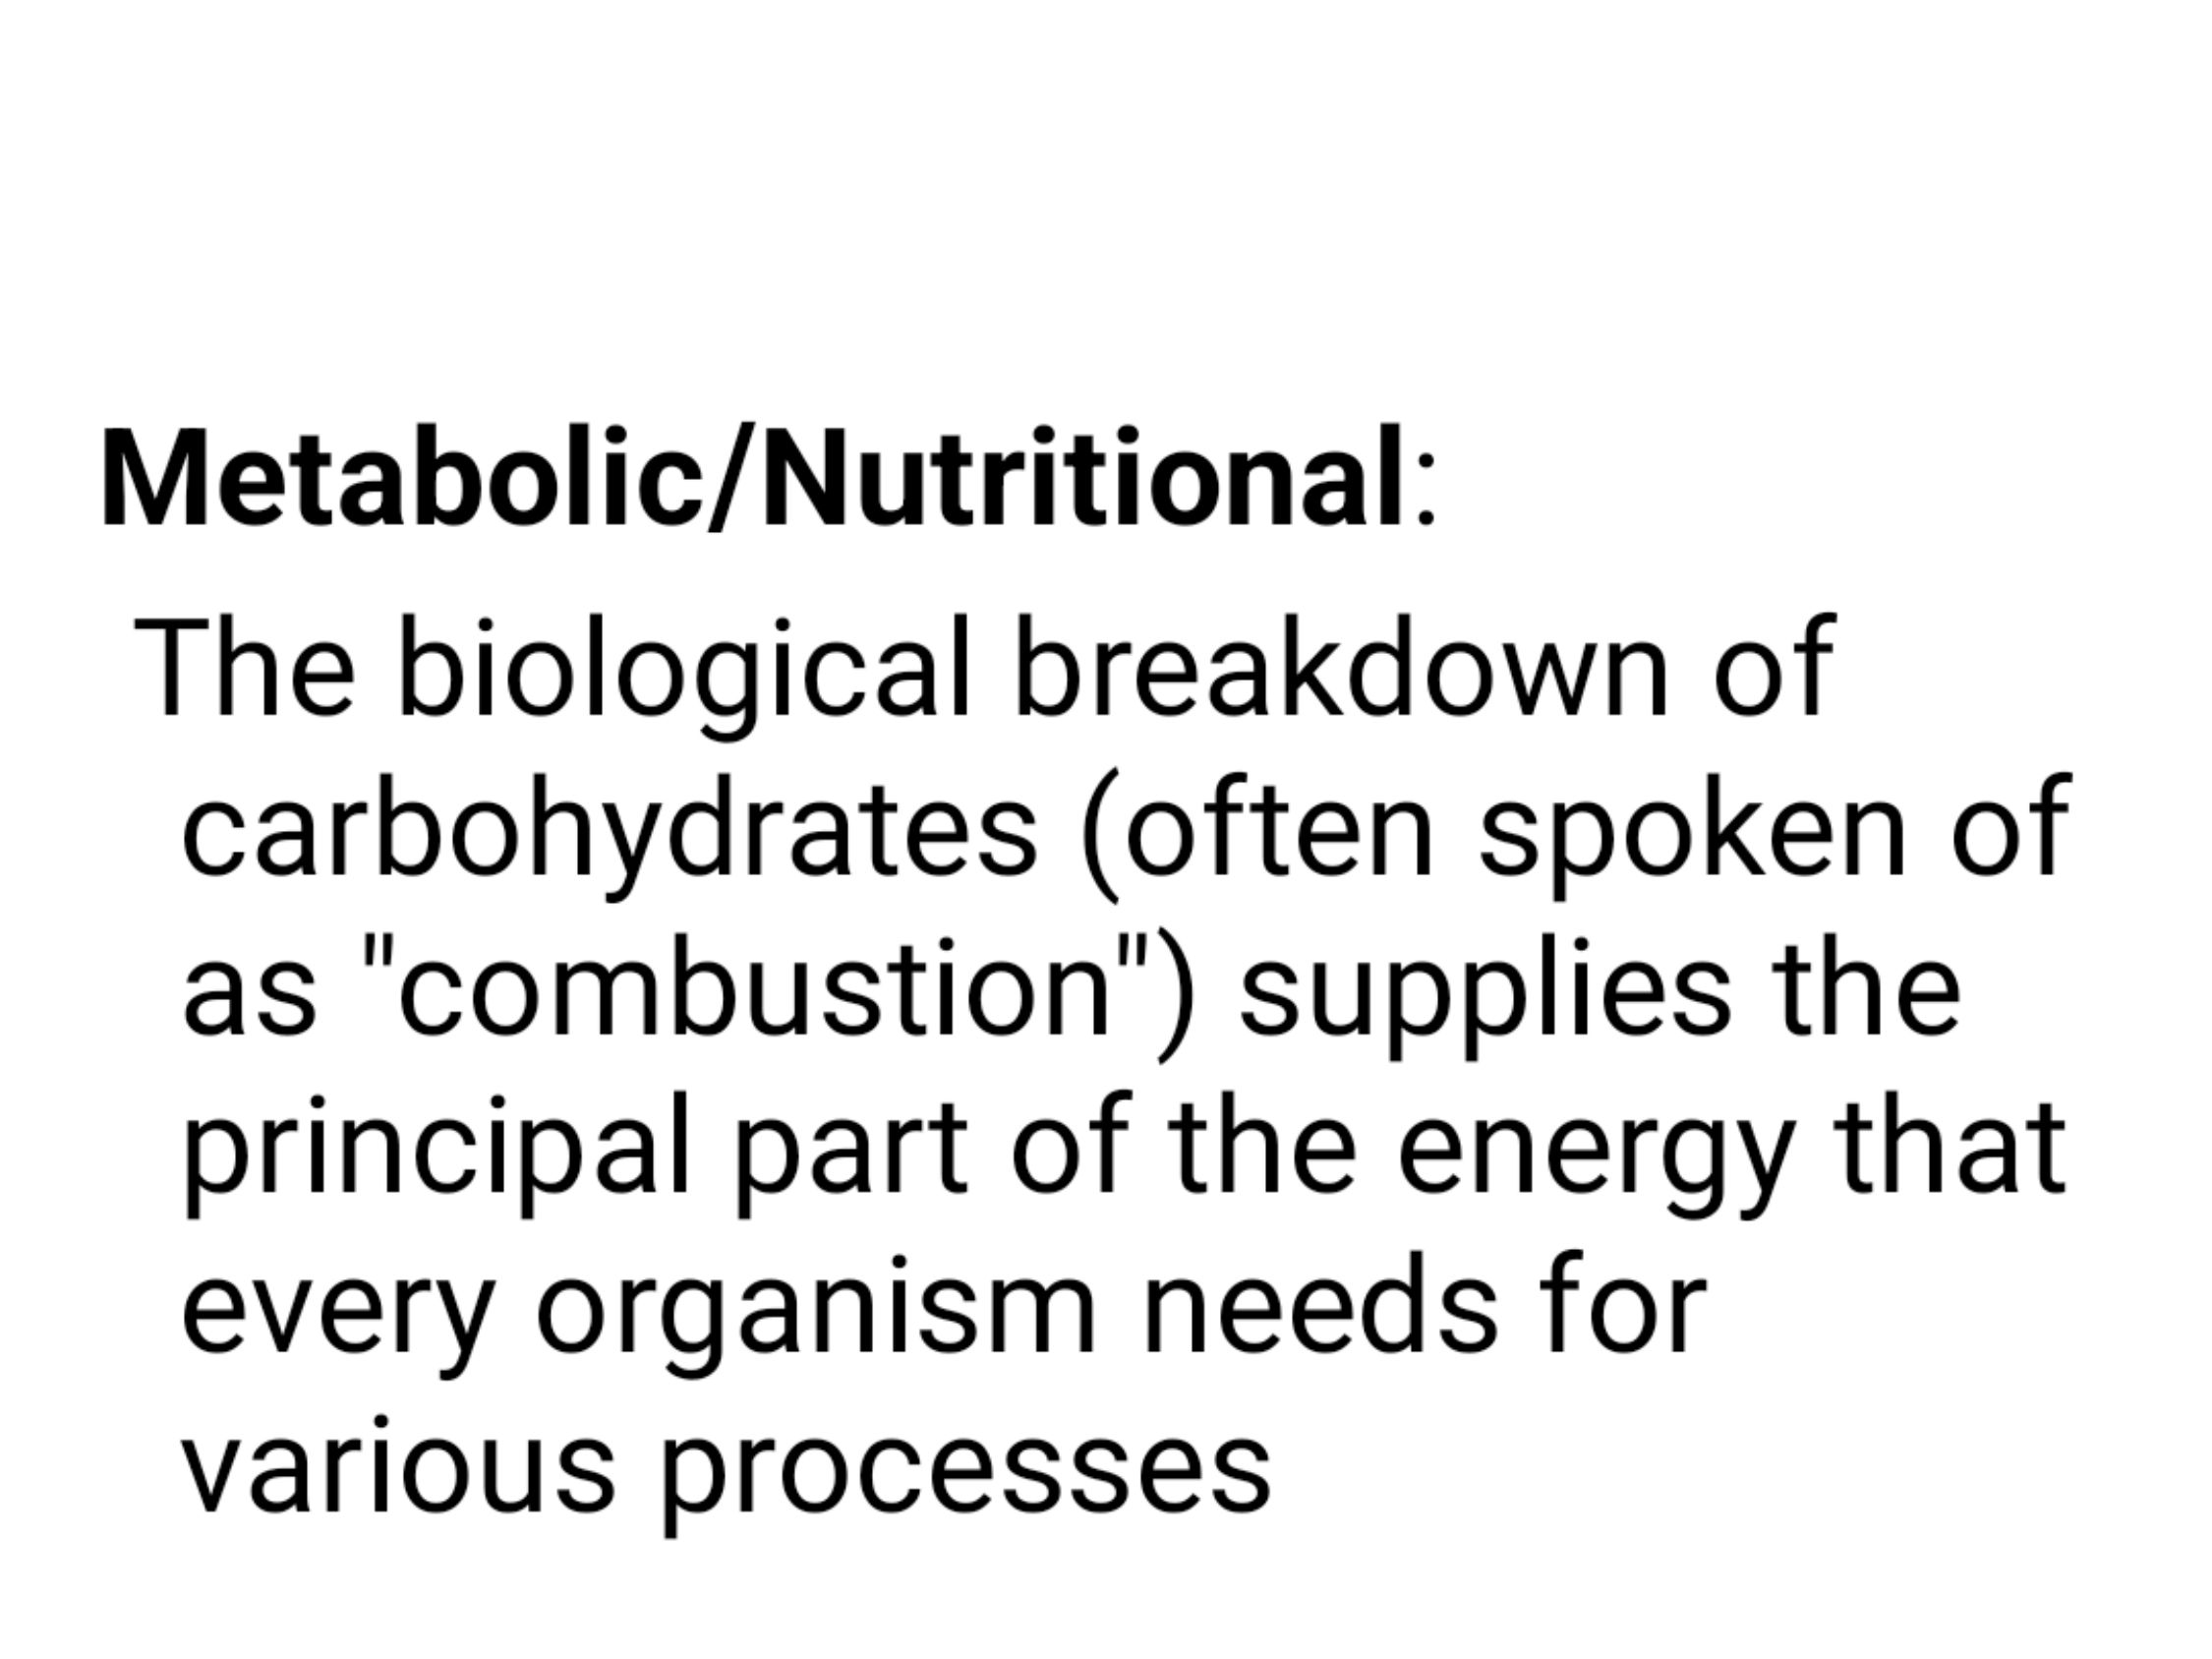 Metabolic/Nutritional:
The biological breakdown of
carbohydrates (often spoken of
as "combustion") supplies the
principal part of the energy that
every organism needs for
various processes